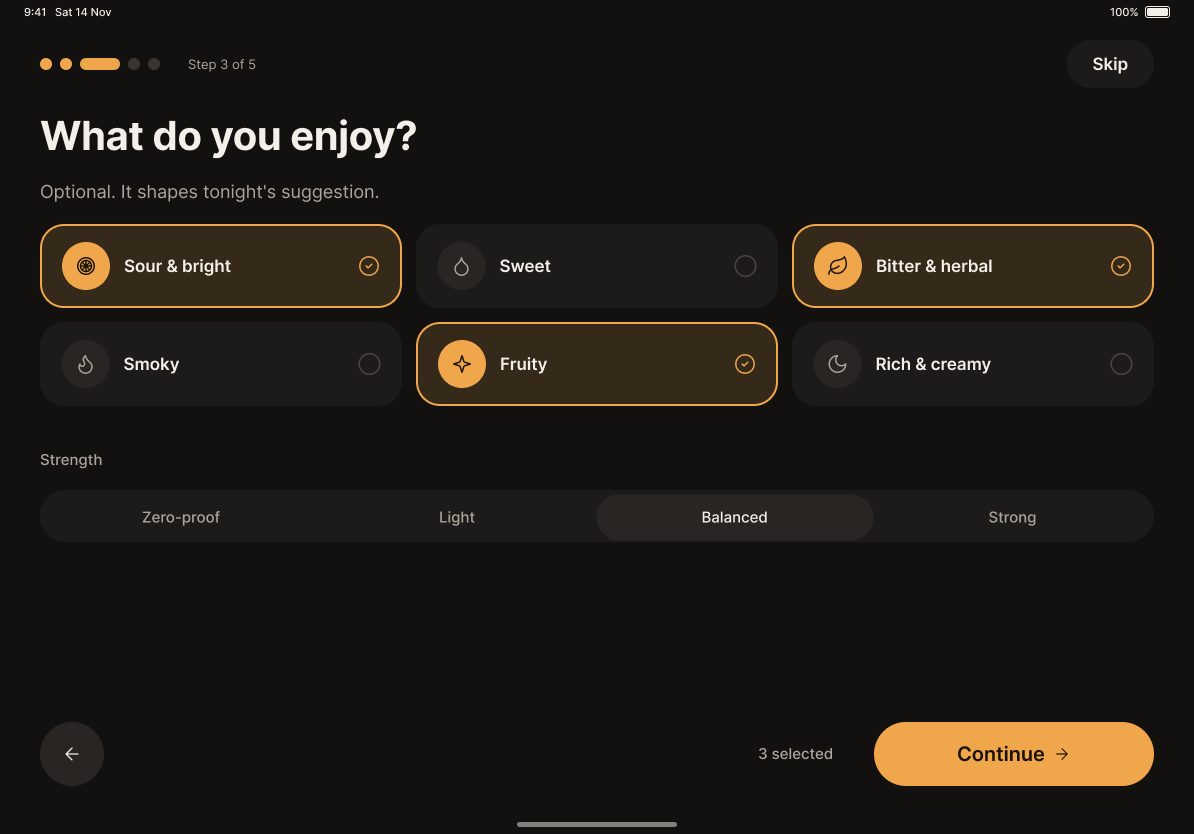 9:41 Sat 14 Nov
100%
Step 3 of 5
Skip
What do you enjoy?
Optional. It shapes tonight's suggestion.
Sour & bright
Sweet
Bitter & herbal
Smoky
Fruity
Rich & creamy
Strength
Zero-proof
Light
Balanced
Strong
3 selected
Continue